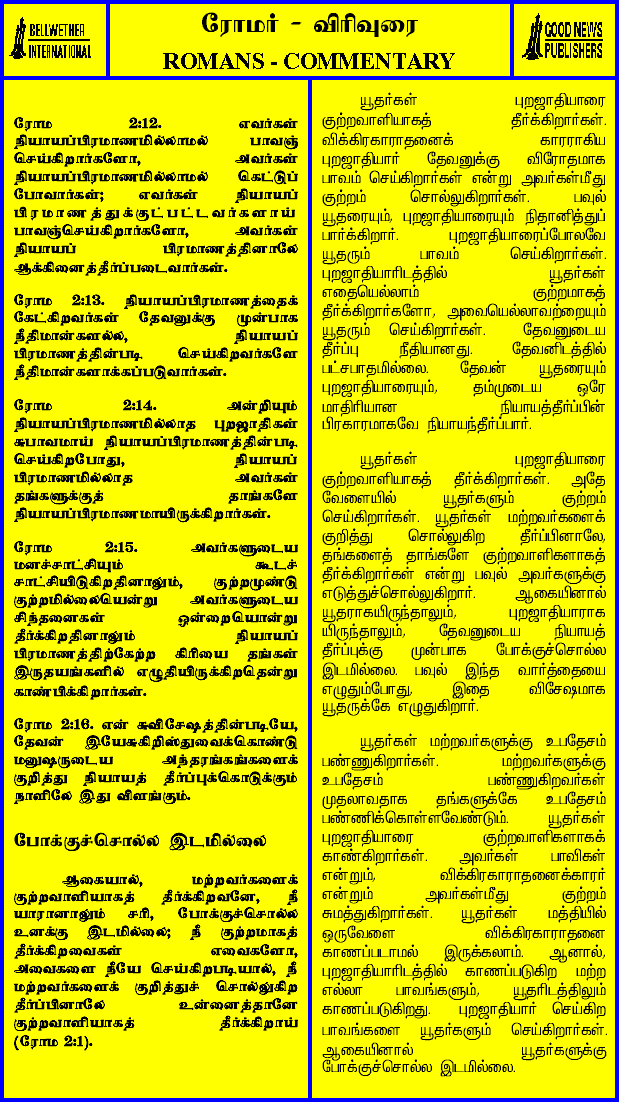 BELLWETHER
INTERNATIONAL
ரோமர் - விரிவுரை
ROMANS - COMMENTARY
GOOD NEWS
PUBLISHERS
ரோம 2:12. எவர்கள்
நியாயப்பிரமாணமில்லாமல் பாவஞ்
செய்கிறார்களோ, அவர்கள்
நியாயப்பிரமாணமில்லாமல் கெட்டுப்
போவார்கள்; எவர்கள் நியாயப்
பிரமாணத்துக்குட்பட்டவர்களாய்
பாவஞ்செய்கிறார்களோ, அவர்கள்
நியாயப் பிரமாணத்தினாலே
ஆக்கினைத்தீர்ப்படைவார்கள்.
ரோம 2:13. நியாயப்பிரமாணத்தைக்
கேட்கிறவர்கள் தேவனுக்கு முன்பாக
நீதிமான்களல்ல, நியாயப்
பிரமாணத்தின்படி செய்கிறவர்களே
நீதிமான்களாக்கப்படுவார்கள்.
ரோம 2:14. அன்றியும்
நியாயப்பிரமாணமில்லாத புறஜாதிகள்
சுபாவமாய் நியாயப்பிரமாணத்தின்படி
செய்கிறபோது, நியாயப்
பிரமாணமில்லாத அவர்கள்
தங்களுக்குத் தாங்களே
நியாயப்பிரமாணமாயிருக்கிறார்கள்.
ரோம 2:15. அவர்களுடைய
மனச்சாட்சியும் கூடச்
சாட்சியிடுகிறதினாலும், குற்றமுண்டு
குற்றமில்லையென்று அவர்களுடைய
சிந்தனைகள் ஒன்றையொன்று
தீர்க்கிறதினாலும் நியாயப்
பிரமாணத்திற்கேற்ற கிரியை தங்கள்
இருதயங்களில் எழுதியிருக்கிறதென்று
காண்பிக்கிறார்கள்.
ரோம 2:16. என் சுவிசேஷத்தின்படியே,
தேவன் இயேசுகிறிஸ்துவைக்கொண்டு
மனுஷருடைய அந்தரங்கங்களைக்
குறித்து நியாயத் தீர்ப்புக்கொடுக்கும்
நாளிலே இது விளங்கும்.
போக்குச்சொல்ல இடமில்லை
ஆகையால், மற்றவர்களைக்
குற்றவாளியாகத் தீர்க்கிறவனே, நீ
யாரானாலும் சரி, போக்குச்சொல்ல
உனக்கு இடமில்லை; நீ குற்றமாகத்
தீர்க்கிறவைகள் எவைகளோ,
அவைகளை நீயே செய்கிறபடியால், நீ
மற்றவர்களைக் குறித்துச் சொல்லுகிற
தீர்ப்பினாலே உன்னைத்தானே
குற்றவாளியாகத் தீர்க்கிறாய்
(ரோம 2:1).
யூதர்கள் புறஜாதியாரை
குற்றவாளியாகத் தீர்க்கிறார்கள்.
விக்கிரகாராதனைக் காரராகிய
புறஜாதியார் தேவனுக்கு விரோதமாக
பாவம் செய்கிறார்கள் என்று அவர்கள்மீது
குற்றம் சொல்லுகிறார்கள். பவுல்
யூதரையும், புறஜாதியாரையும் நிதானித்துப்
பார்க்கிறார். புறஜாதியாரைப்போலவே
யூதரும் பாவம் செய்கிறார்கள்.
புறஜாதியாரிடத்தில் யூதர்கள்
எதையெல்லாம் குற்றமாகத்
தீர்க்கிறார்களோ, அவையெல்லாவற்றையும்
யூதரும் செய்கிறார்கள். தேவனுடைய
தீர்ப்பு நீதியானது. தேவனிடத்தில்
பட்சபாதமில்லை. தேவன் யூதரையும்
புறஜாதியாரையும், தம்முடைய ஒரே
மாதிரியான நியாயத்தீர்ப்பின்
பிரகாரமாகவே நியாயந்தீர்ப்பார்.
யூதர்கள் புறஜாதியாரை
குற்றவாளியாகத் தீர்க்கிறார்கள். அதே
வேளையில் யூதர்களும் குற்றம்
செய்கிறார்கள். யூதர்கள் மற்றவர்களைக்
குறித்து சொல்லுகிற தீர்ப்பினாலே,
தங்களைத் தாங்களே குற்றவாளிகளாகத்
தீர்க்கிறார்கள் என்று பவுல் அவர்களுக்கு
எடுத்துச்சொல்லுகிறார். ஆகையினால்
யூதராகயிருந்தாலும், புறஜாதியாராக
யிருந்தாலும், தேவனுடைய நியாயத்
தீர்ப்புக்கு முன்பாக போக்குச்சொல்ல
இடமில்லை. பவுல் இந்த வார்த்தையை
எழுதும்போது, இதை விசேஷமாக
யூதருக்கே எழுதுகிறார்.
யூதர்கள் மற்றவர்களுக்கு உபதேசம்
பண்ணுகிறார்கள். மற்றவர்களுக்கு
உபதேசம் பண்ணுகிறவர்கள்
முதலாவதாக தங்களுக்கே உபதேசம்
பண்ணிக்கொள்ளவேண்டும். யூதர்கள்
புறஜாதியாரை குற்றவாளிகளாகக்
காண்கிறார்கள். அவர்கள் பாவிகள்
என்றும், விக்கிரகாராதனைக்காரர்
என்றும் அவர்கள்மீது குற்றம்
சுமத்துகிறார்கள். யூதர்கள் மத்தியில்
ஒருவேளை விக்கிரகாராதனை
காணப்படாமல் இருக்கலாம். ஆனால்,
புறஜாதியாரிடத்தில் காணப்படுகிற மற்ற
எல்லா பாவங்களும், யூதரிடத்திலும்
காணப்படுகிறது. புறஜாதியார் செய்கிற
பாவங்களை யூதர்களும் செய்கிறார்கள்.
ஆகையினால் யூதர்களுக்கு
போக்குச்சொல்ல இடமில்லை.